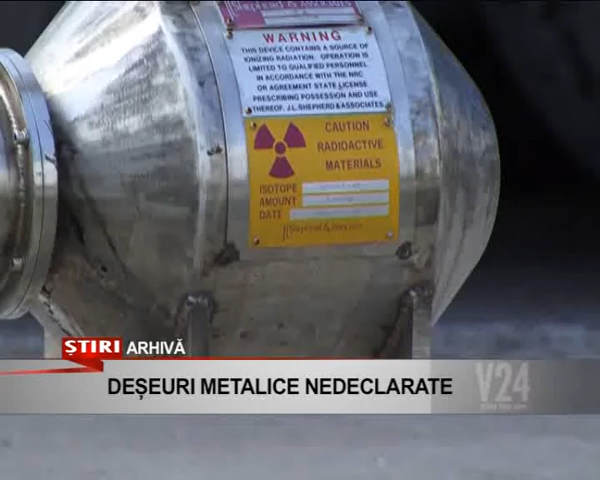 Shepherd & Associates
WARNING
THIS DEVICE CONTAINS A SOURCE OF
IONIZING RADIATION. OPERATION IS
LIMITED TO QUALIFIED PERSONNEL
IN ACCORDANCE WITH THE NRC
OR AGREEMENT STATE LICENSE
PRESCRIBING POSSESSION AND USE
THEREOF. J.L. SHEPHERD & ASSOCIATES
CAUTION
RADIOACTIVE
MATERIALS
ISOTOPE
AMOUNT
DATE
ȘTIRI ARHIVĂ
DEȘEURI METALICE NEDECLARATE
V24